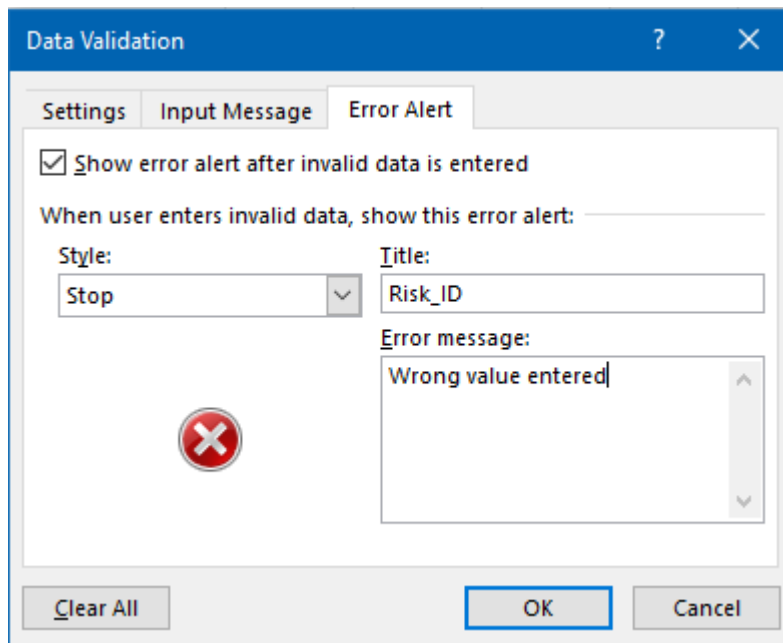 Data Validation ?
Settings Input Message Error Alert
Show error alert after invalid data is entered
When user enters invalid data, show this error alert:
Style: Title:
Stop Risk_ID
Error message:
Wrong value entered
Clear All OK Cancel